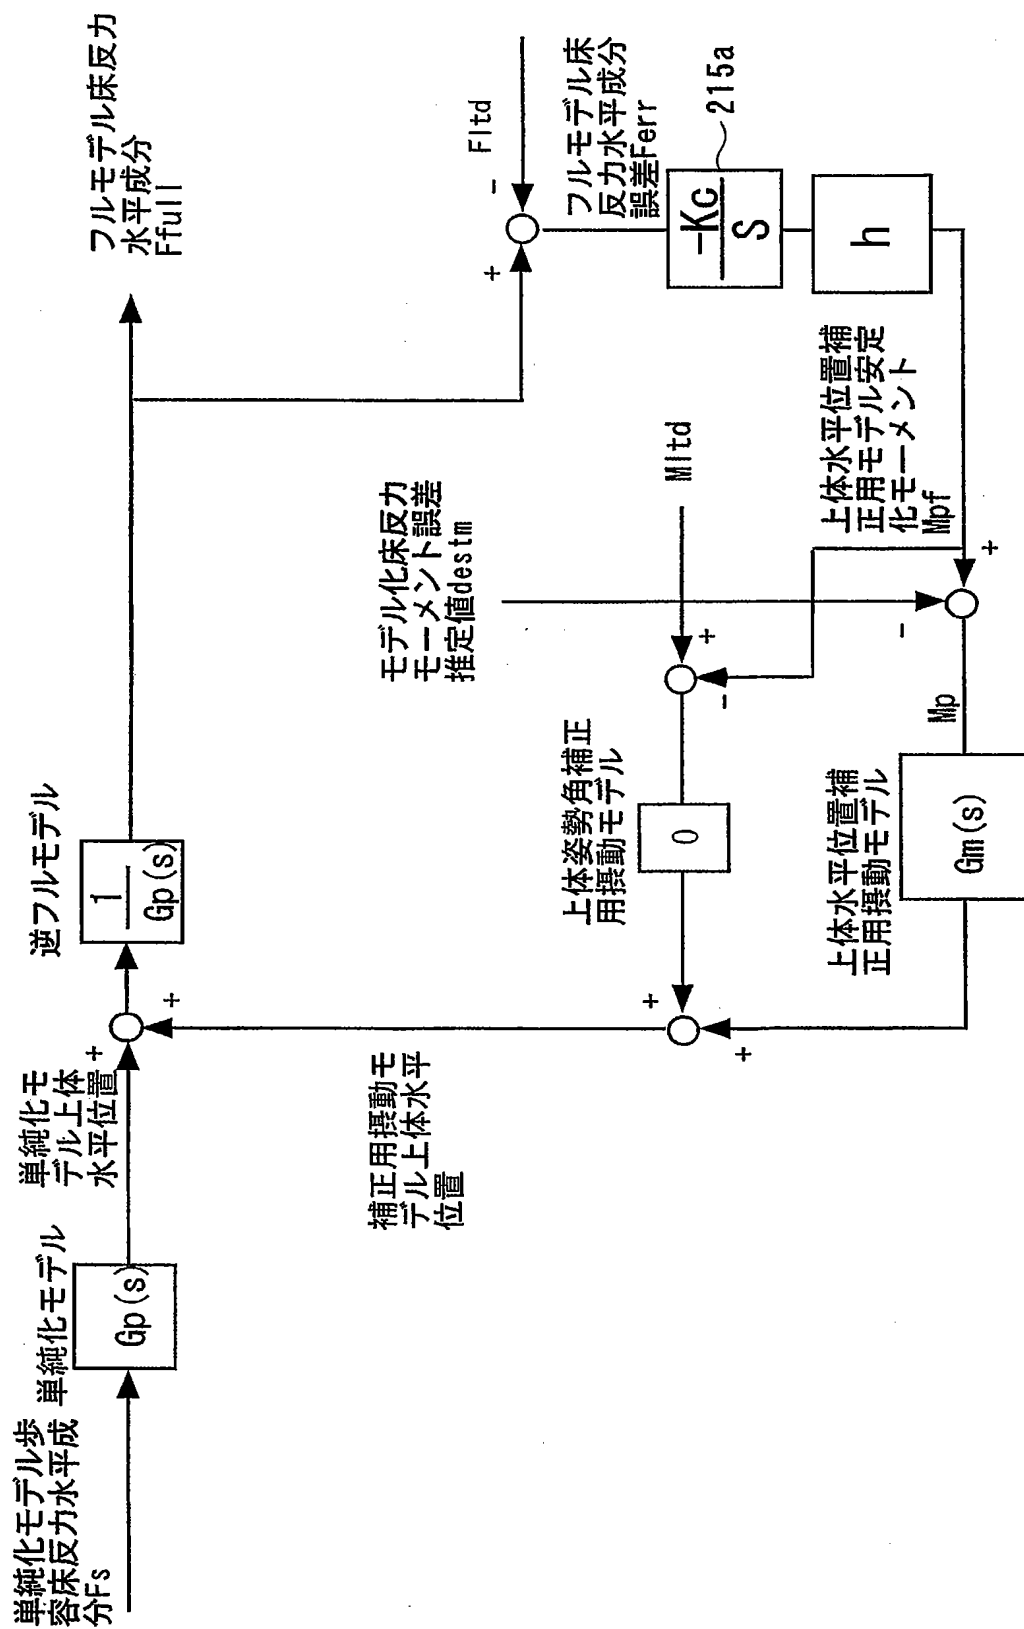 単純化モデル歩
容床反力水平成
分Fs
単純化モデル
Gp(s)
単純化モ
デル上体
水平位置
+
+
逆フルモデル
1
Gp(s)
フルモデル床反力
水平成分
Ffull
補正用摂動モ
デル上体水平
位置
+
+
上体姿勢角補正
用摂動モデル
0
+
-
Mltd
モデル化床反力
モーメント誤差
推定値destm
+
-
Fltd
フルモデル床
反力水平成分
誤差Ferr
-Kc
S
215a
h
上体水平位置補
正用モデル安定
化モーメント
Mpf
+
-
Mp
上体水平位置補
正用摂動モデル
Gm(s)